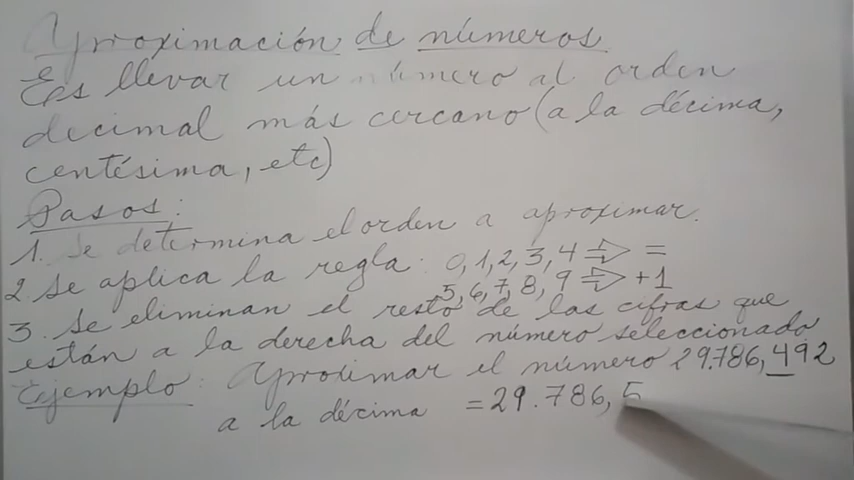 Aproximación de números
Es llevar un número al orden
decimal más cercano (a la décima,
centésima, etc)
Pasos:
1. Se determina el orden a aproximar.
2. Se aplica la regla: 0, 1, 2, 3, 4 ⇒ =
5, 6, 7, 8, 9 ⇒ +1
3. Se eliminan el resto de las cifras que
están a la derecha del número seleccionado
Ejemplo: Aproximar el número 29.786,492
a la décima = 29.786,5